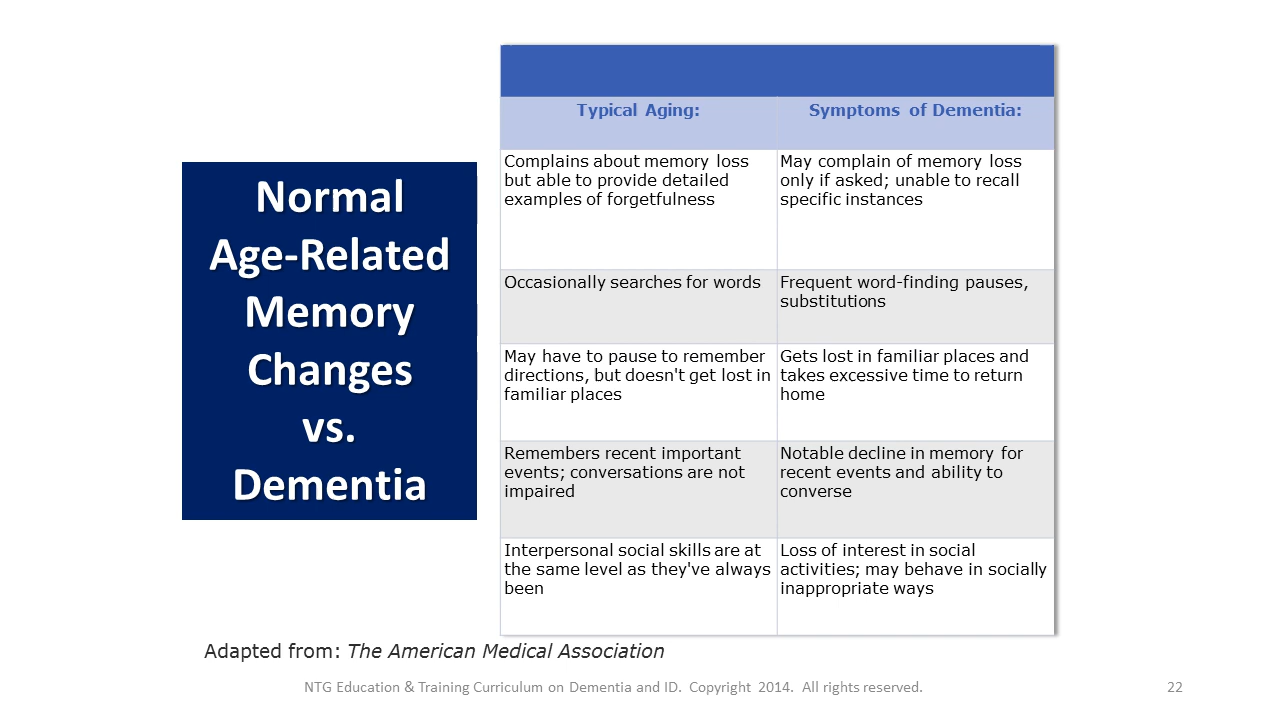 Normal
Age-Related
Memory
Changes
vs.
Dementia
Typical Aging:
Symptoms of Dementia:
Complains about memory loss
but able to provide detailed
examples of forgetfulness
May complain of memory loss
only if asked; unable to recall
specific instances
Occasionally searches for words
Frequent word-finding pauses,
substitutions
May have to pause to remember
directions, but doesn't get lost in
familiar places
Gets lost in familiar places and
takes excessive time to return
home
Remembers recent important
events; conversations are not
impaired
Notable decline in memory for
recent events and ability to
converse
Interpersonal social skills are at
the same level as they've always
been
Loss of interest in social
activities; may behave in socially
inappropriate ways
Adapted from: The American Medical Association
NTG Education & Training Curriculum on Dementia and ID. Copyright 2014. All rights reserved.
22